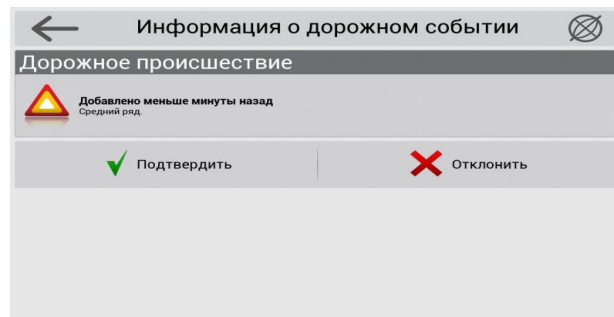 Информация о дорожном событии
Дорожное происшествие
Добавлено меньше минуты назад
Средний ряд.
Подтвердить
Отклонить